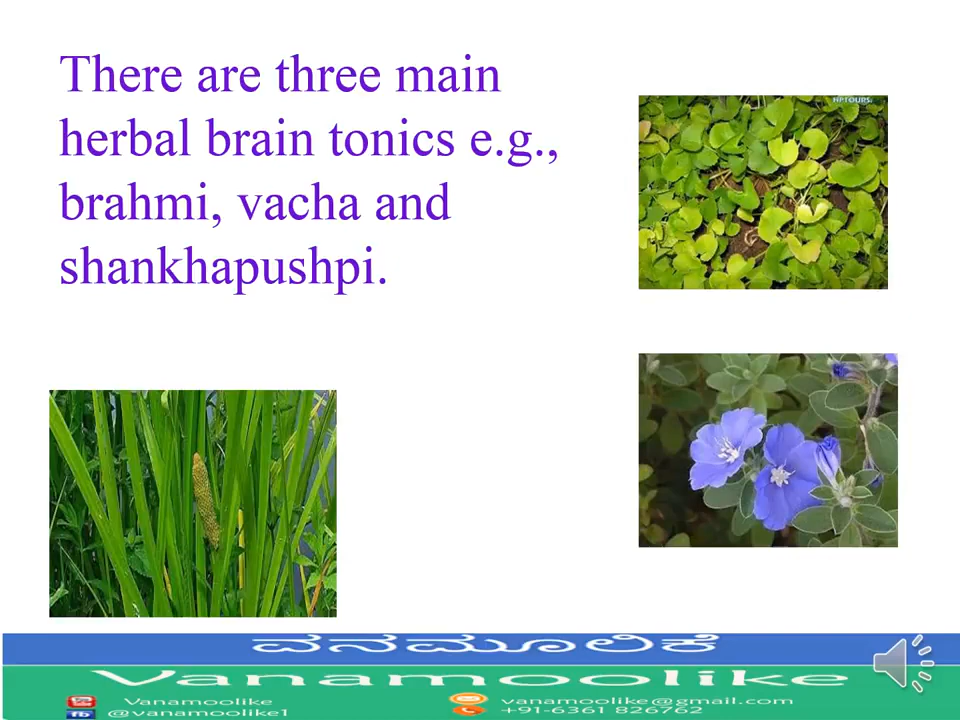 There are three main
herbal brain tonics e.g.,
brahmi, vacha and
shankhapushpi.
HPTOURS.
ವನಮೂಲಿಕೆ
Vanamoolike
Vanamoolike
vanamoolike@gmail.com
@vanamoolike1
+91-6361 826762